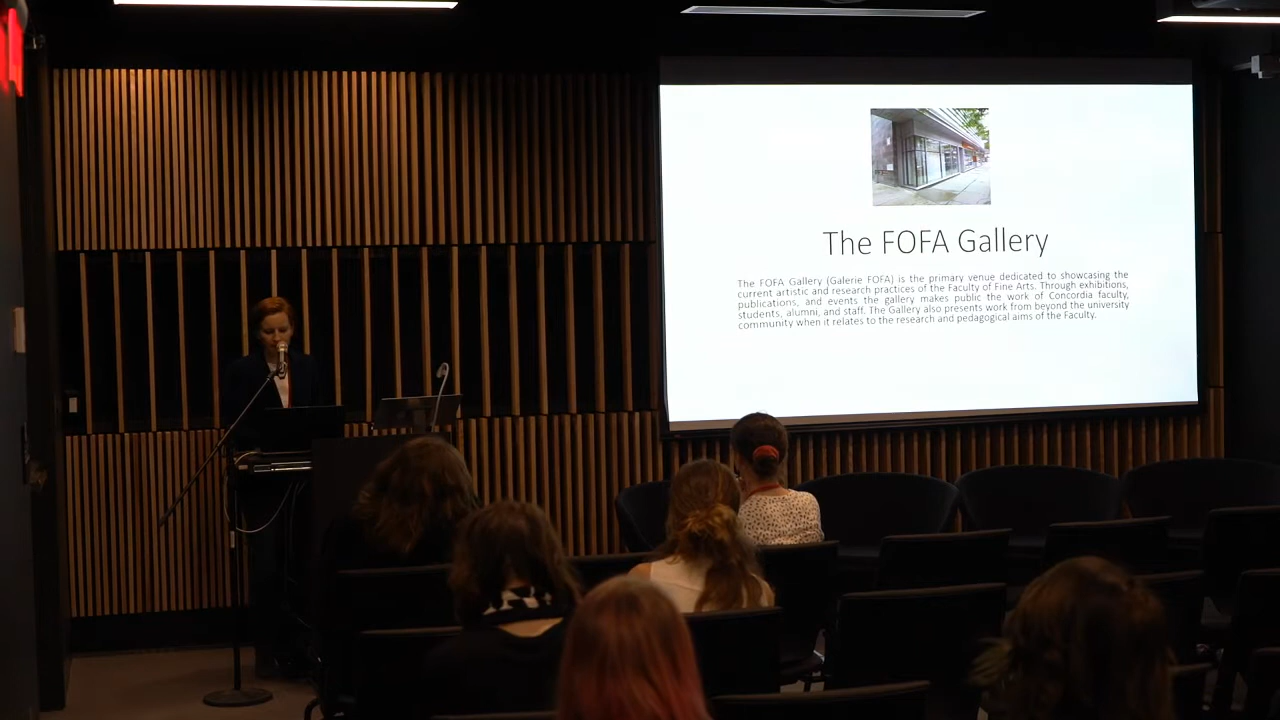 The FOFA Gallery
The FOFA Gallery (Galerie FOFA) is the primary venue dedicated to showcasing the
current artistic and research practices of the Faculty of Fine Arts. Through exhibitions,
publications, and events the gallery makes public the work of Concordia faculty,
students, alumni, and staff. The Gallery also presents work from beyond the university
community when it relates to the research and pedagogical aims of the Faculty.